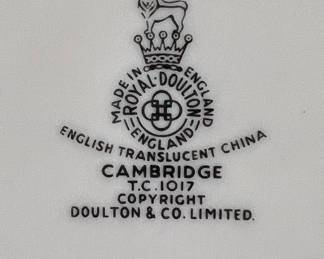 MADE IN ENGLAND
ROYAL·DOULTON
ENGLAND
ENGLISH TRANSLUCENT CHINA
CAMBRIDGE
T.C.1017
COPYRIGHT
DOULTON & CO. LIMITED.